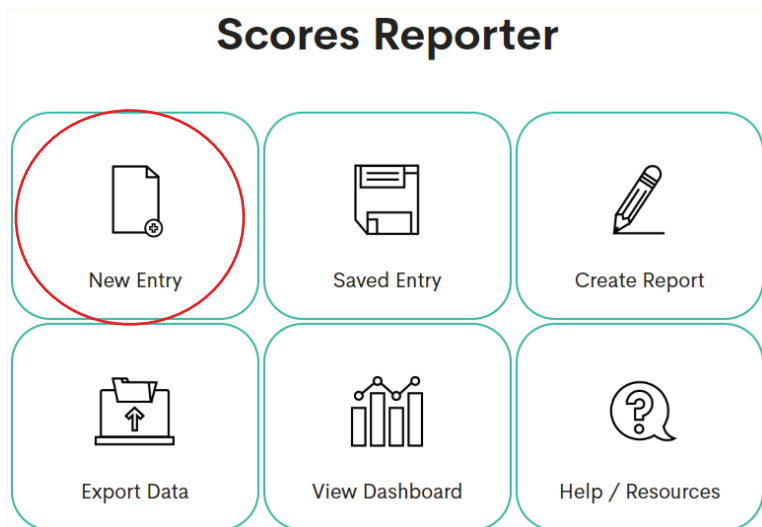 Scores Reporter
New Entry
Saved Entry
Create Report
Export Data
View Dashboard
Help / Resources